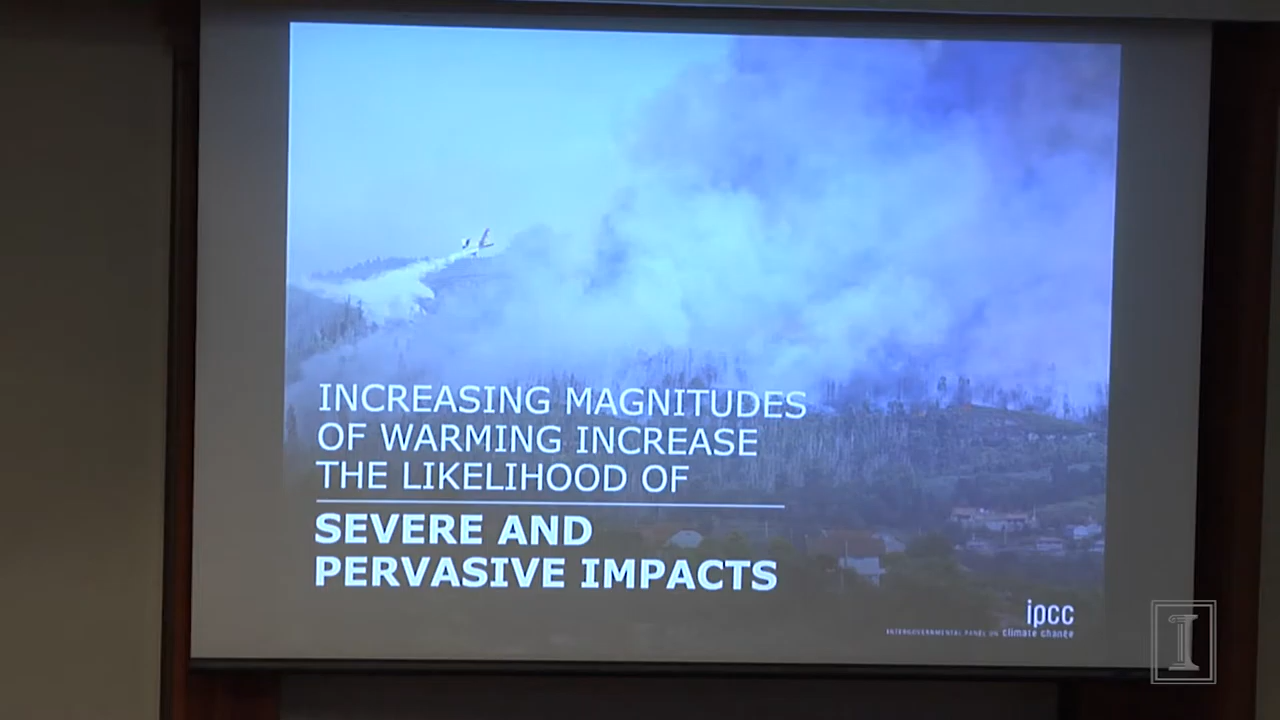 INCREASING MAGNITUDES
OF WARMING INCREASE
THE LIKELIHOOD OF
SEVERE AND
PERVASIVE IMPACTS
ipcc
INTERGOVERNMENTAL PANEL ON climate change
I